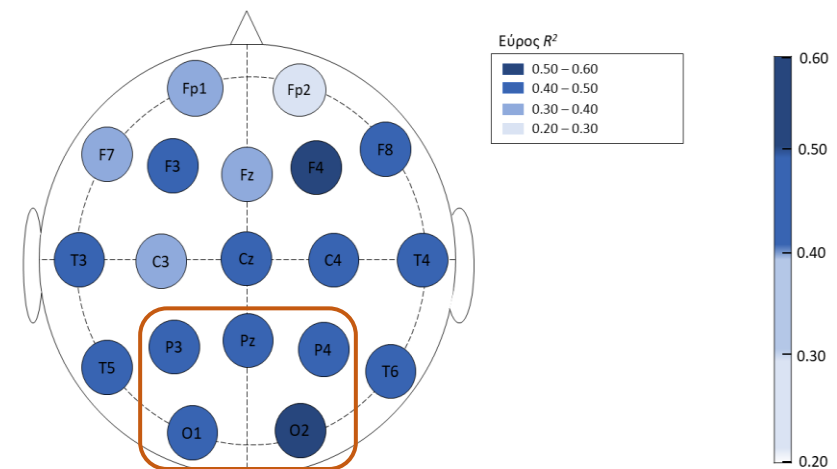 Εύρος R²
0.50 – 0.60
0.40 – 0.50
0.30 – 0.40
0.20 – 0.30
0.60
0.50
0.40
0.30
0.20
Fp1 Fp2
F7 F3 Fz F4 F8
T3 C3 Cz C4 T4
T5 P3 Pz P4 T6
O1 O2